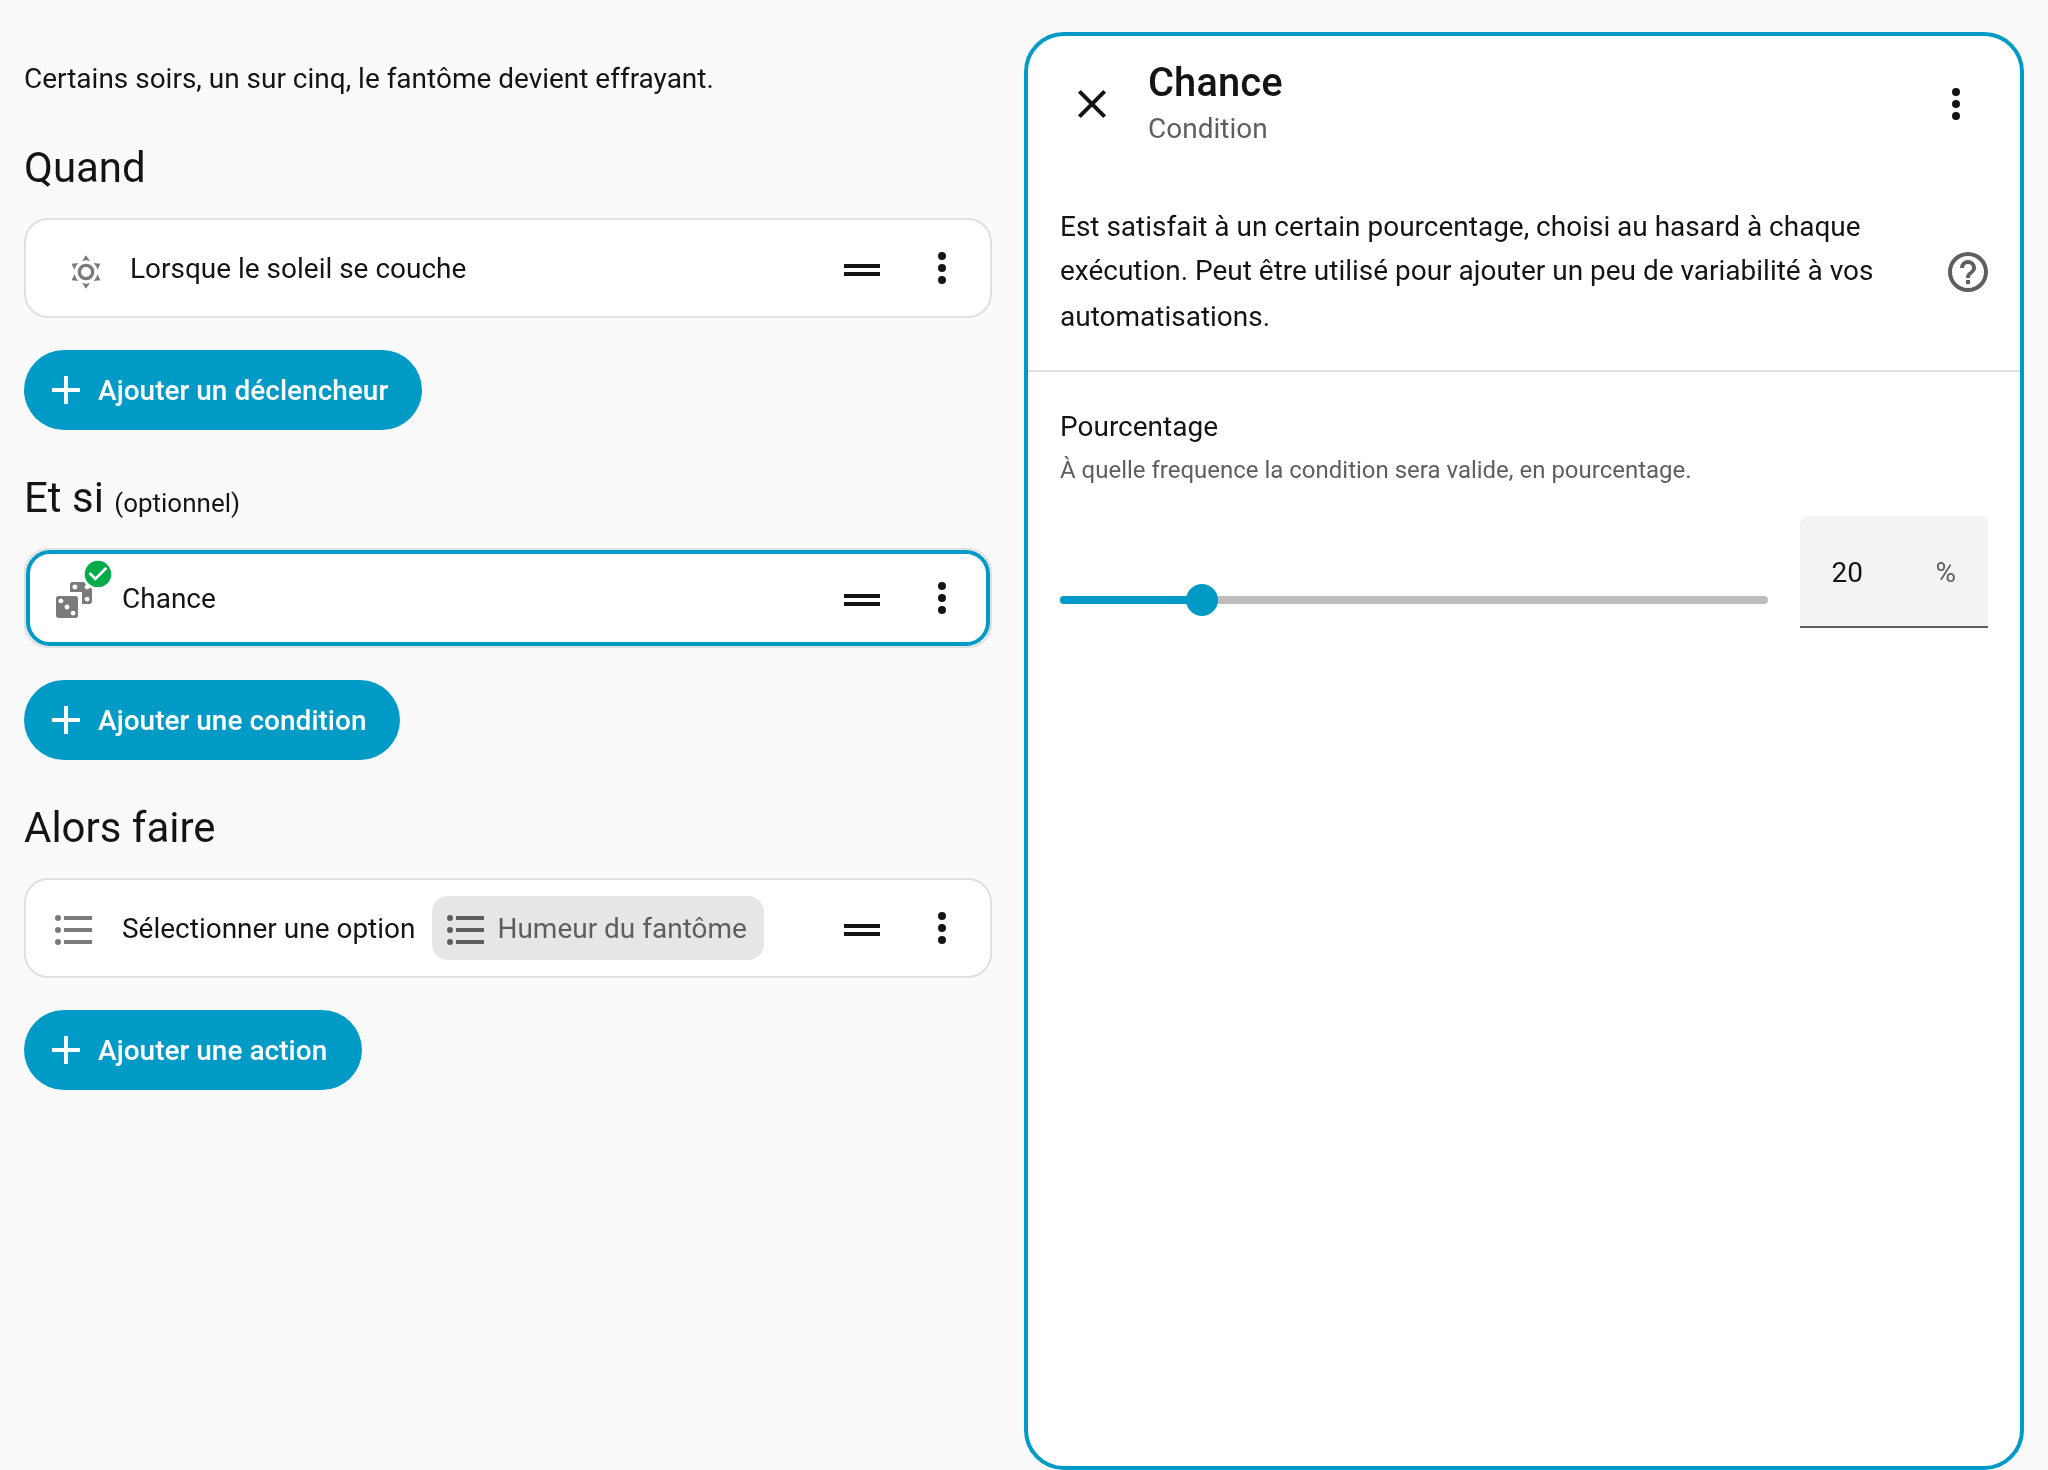 Certains soirs, un sur cinq, le fantôme devient effrayant.
Quand
Lorsque le soleil se couche
Ajouter un déclencheur
Et si (optionnel)
Chance
Ajouter une condition
Alors faire
Sélectionner une option Humeur du fantôme
Ajouter une action
Chance
Condition
Est satisfait à un certain pourcentage, choisi au hasard à chaque
exécution. Peut être utilisé pour ajouter un peu de variabilité à vos
automatisations.
Pourcentage
À quelle frequence la condition sera valide, en pourcentage.
20 %